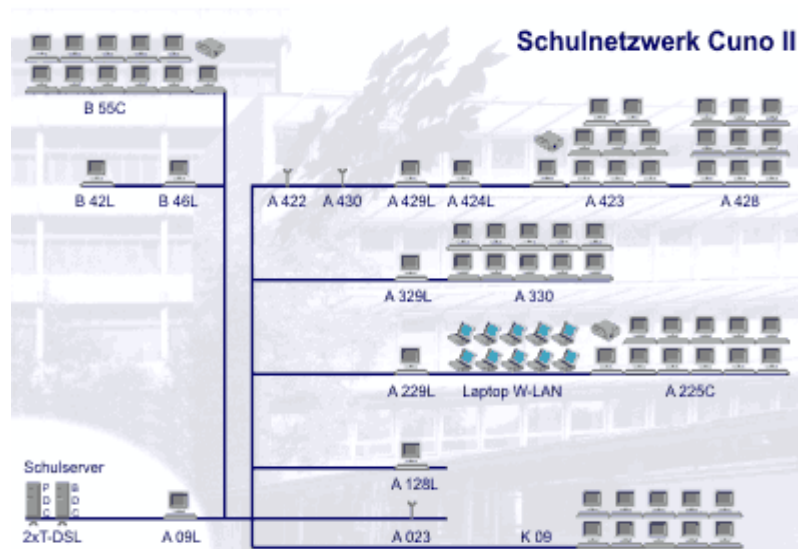 Schulnetzwerk Cuno II
B 55C
B 42L B 46L A 422 A 430 A 429L A 424L A 423 A 428
A 329L A 330
A 229L Laptop W-LAN A 225C
A 128L
Schulserver
P B
D D
C C
2xT-DSL A 09L A 023 K 09